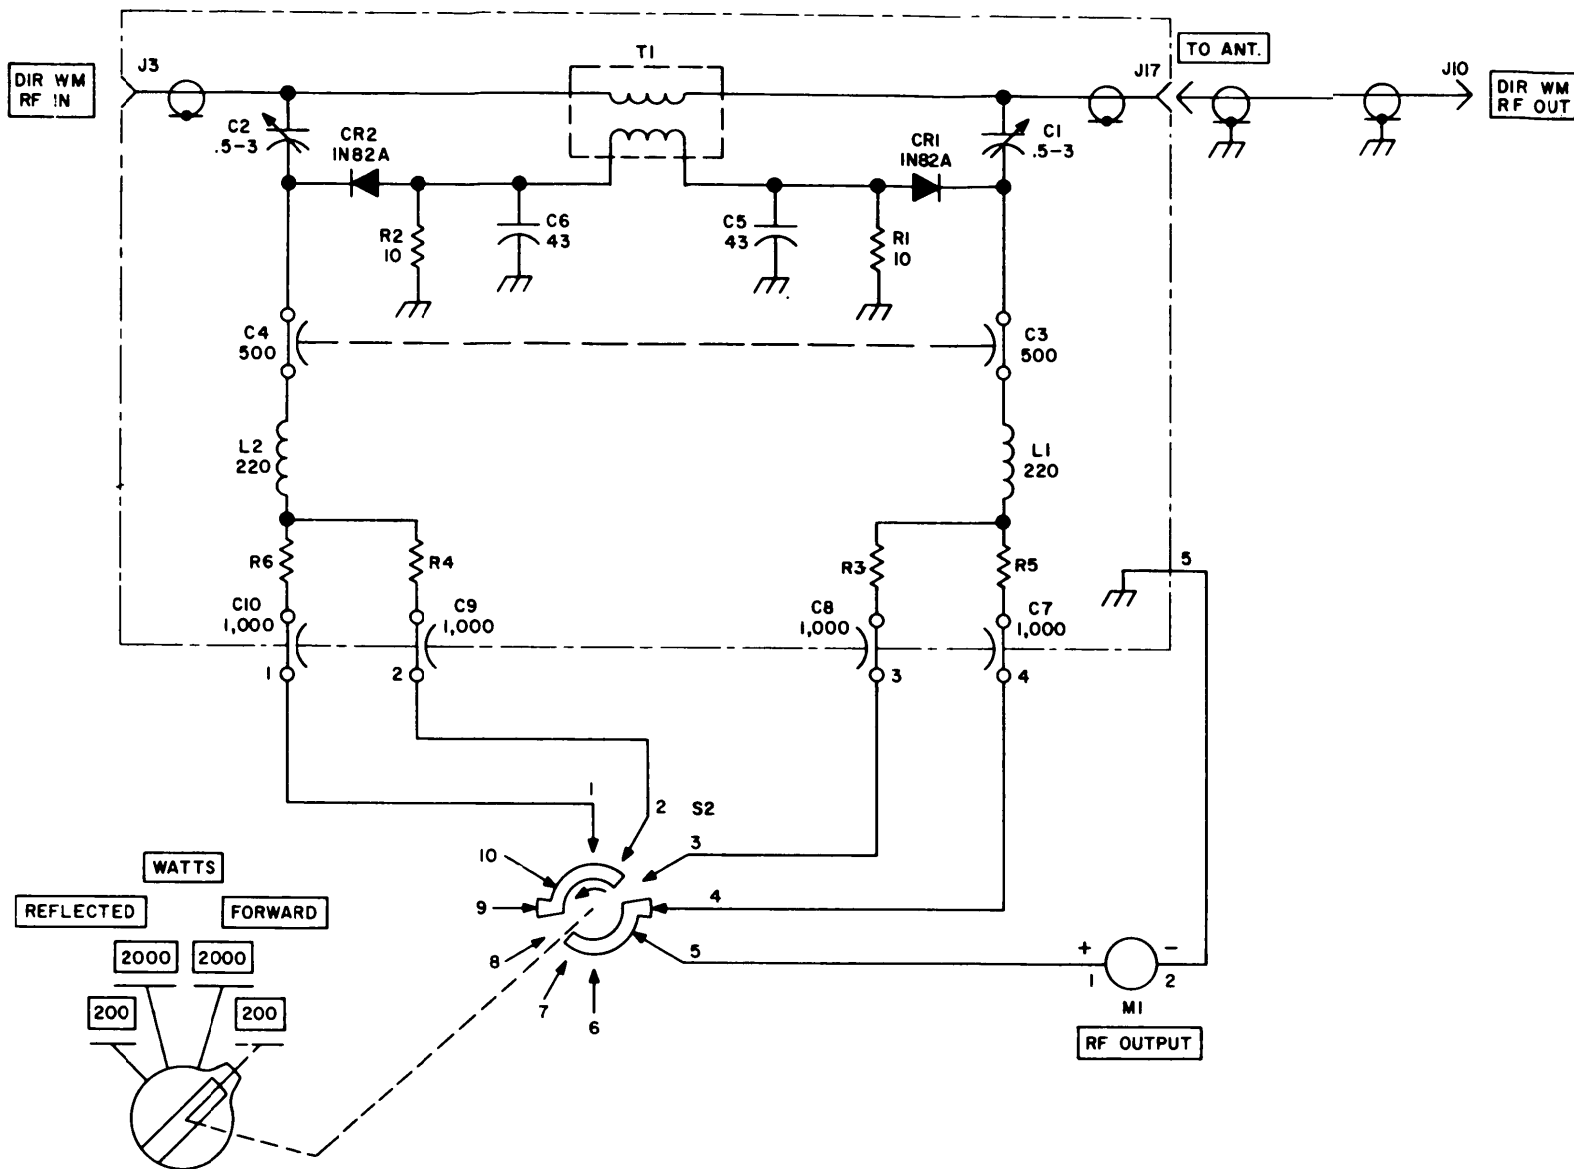 T1
TO ANT.
J3
J17
J10
DIR WM
RF IN
DIR WM
RF OUT
C2
.5-3
CR2
1N82A
CR1
1N82A
C1
.5-3
R2
10
C6
43
C5
43
R1
10
C4
500
C3
500
L2
220
L1
220
R6
R4
R3
R5
5
C10
1,000
C9
1,000
C8
1,000
C7
1,000
1
2
3
4
1
2
S2
3
10
4
9
8
5
7
6
+
-
1
2
M1
RF OUTPUT
WATTS
REFLECTED
FORWARD
2000
2000
200
200